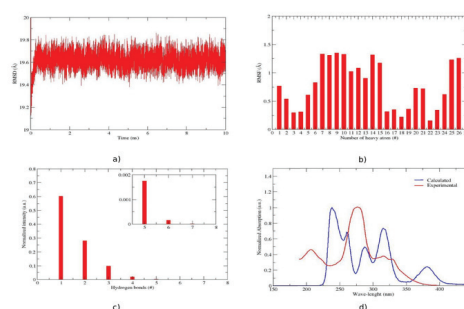 20
19.8
19.6
19.4
19.2
19
0
2
4
6
8
10
RMSD (Å)
Time (ns)
a)
2
1.5
1
0.5
0
1 2 3 4 5 6 7 8 9 10 11 12 13 14 15 16 17 18 19 20 21 22 23 24 25 26
Number of heavy atom (#)
b)
0.8
0.7
0.6
0.5
0.4
0.3
0.2
0.1
0.0
0 1 2 3 4 5 6 7 8
Normalized intensity (a.u.)
Hydrogen bonds (#)
0.002
0.001
0
5 6 7 8
c)
Calculated
Experimental
1.4
1.2
1
0.8
0.6
0.4
0.2
0
150 200 250 300 350 400
Normalized Absorption (a.u.)
Wave-lenght (nm)
d)